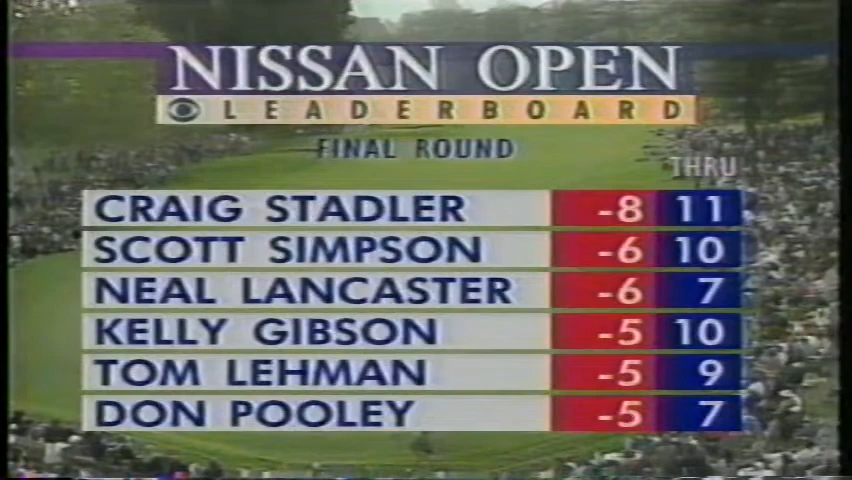 NISSAN OPEN
LEADERBOARD
FINAL ROUND
THRU
CRAIG STADLER -8 11
SCOTT SIMPSON -6 10
NEAL LANCASTER -6 7
KELLY GIBSON -5 10
TOM LEHMAN -5 9
DON POOLEY -5 7